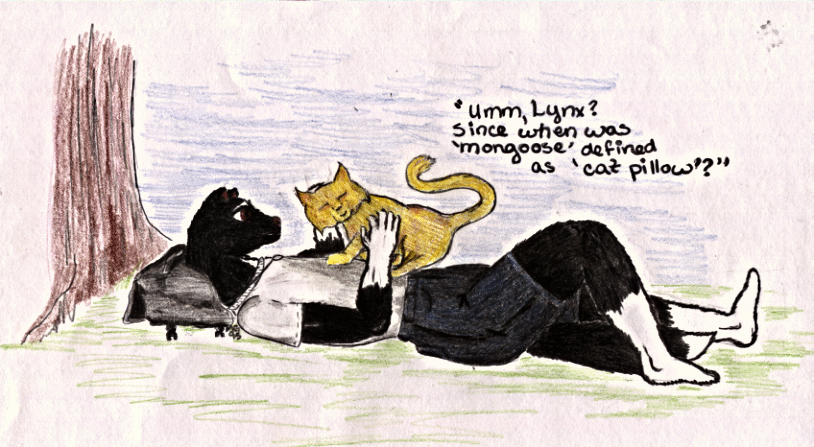 "Umm, Lynx?
Since when was
'mongoose' defined
as 'cat pillow'?"